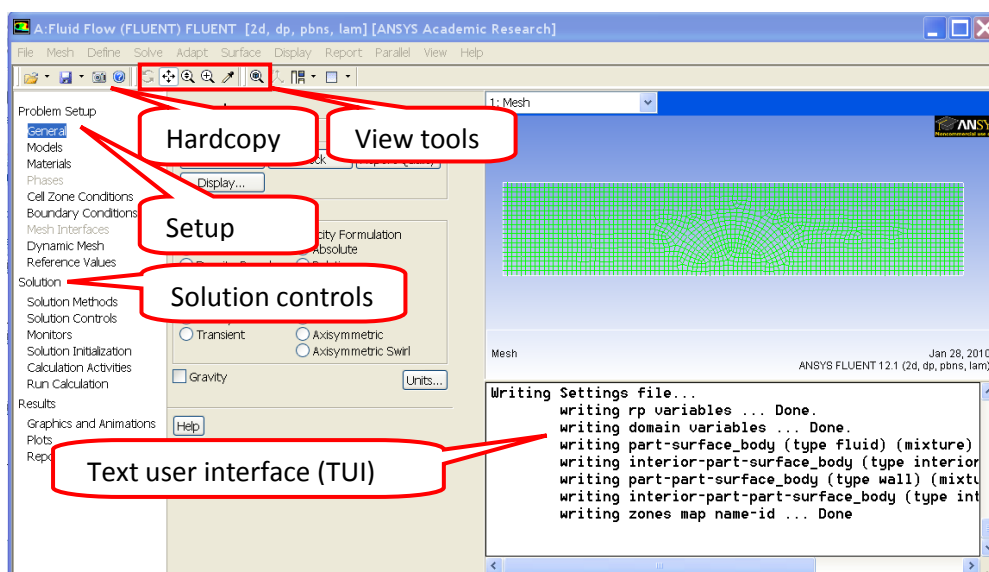 A:Fluid Flow (FLUENT) FLUENT [2d, dp, pbns, lam] [ANSYS Academic Research]
File Mesh Define Solve Adapt Surface Display Report Parallel View Help
1: Mesh
Problem Setup
General
Models
Materials
Phases
Cell Zone Conditions
Boundary Conditions
Mesh Interfaces
Dynamic Mesh
Reference Values
Solution
Solution Methods
Solution Controls
Monitors
Solution Initialization
Calculation Activities
Run Calculation
Results
Graphics and Animations
Plots
Hardcopy
View tools
Display...
Setup
Formulation
Absolute
Solution controls
Transient
Axisymmetric
Axisymmetric Swirl
Gravity
Units...
Help
Text user interface (TUI)
ANSY
Mesh
Jan 28, 2010
ANSYS FLUENT 12.1 (2d, dp, pbns, lam)
Writing Settings file...
writing rp variables ... Done.
writing domain variables ... Done.
writing part-surface_body (type fluid) (mixture)
writing interior-part-surface_body (type interior
writing part-part-surface_body (type wall) (mixtu
writing interior-part-part-surface_body (type int
writing zones map name-id ... Done